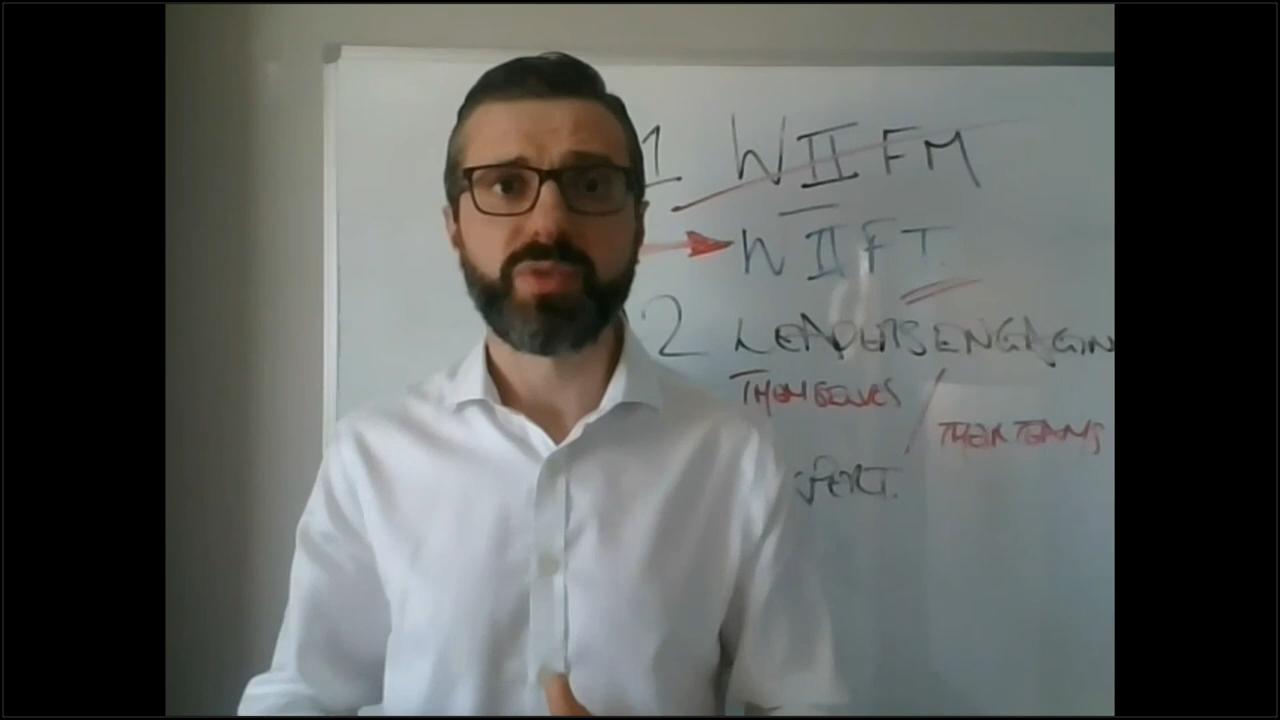 1 WIIFM
WIIFT.
2 LEADERS ENGAGIN
THEMSELVES / THEIR TEAMS